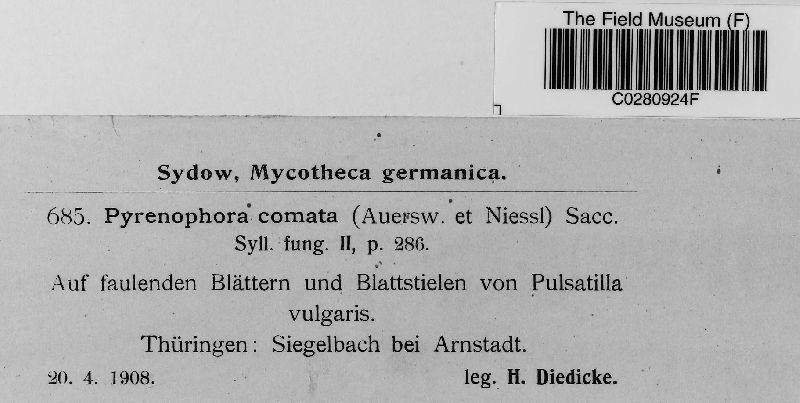 The Field Museum (F)
C0280924F
Sydow, Mycotheca germanica.
685. Pyrenophora comata (Auersw. et Niessl) Sacc.
Syll. fung. II, p. 286.
Auf faulenden Blättern und Blattstielen von Pulsatilla
vulgaris.
Thüringen: Siegelbach bei Arnstadt.
20. 4. 1908. leg. H. Diedicke.